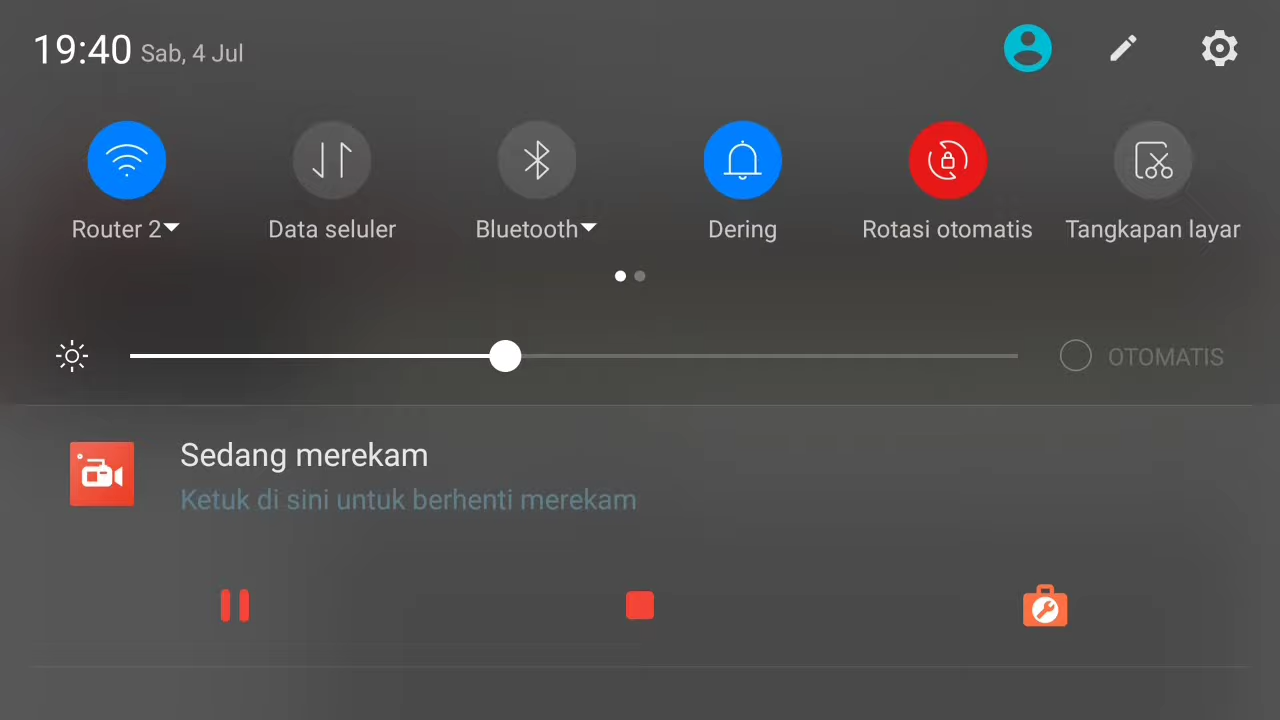 19:40 Sab, 4 Jul
Router 2 Data seluler Bluetooth Dering Rotasi otomatis Tangkapan layar
OTOMATIS
Sedang merekam
Ketuk di sini untuk berhenti merekam